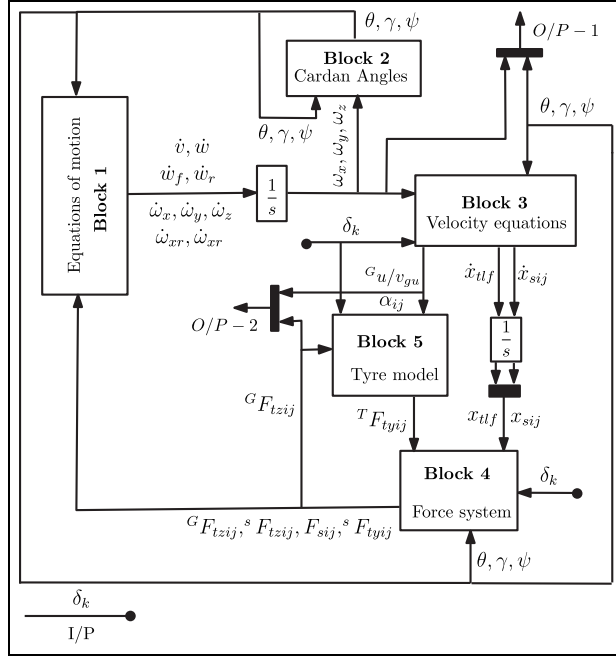 θ, γ, ψ
O/P − 1
Block 2
Cardan Angles
θ, γ, ψ
θ, γ, ψ
ω_x, ω_y, ω_z
Equations of motion
Block 1
v̇, ẇ
ẇ_f, ẇ_r
ω̇_x, ω̇_y, ω̇_z
ω̇_xr, ω̇_xr
1
s
Block 3
Velocity equations
δ_k
^G u/v_gu
α_ij
ẋ_tlf ẋ_sij
O/P − 2
Block 5
Tyre model
1
s
^G F_tzij
^T F_tyij
x_tlf x_sij
Block 4
Force system
δ_k
^G F_tzij, ^s F_tzij, F_sij, ^s F_tyij
θ, γ, ψ
δ_k
I/P